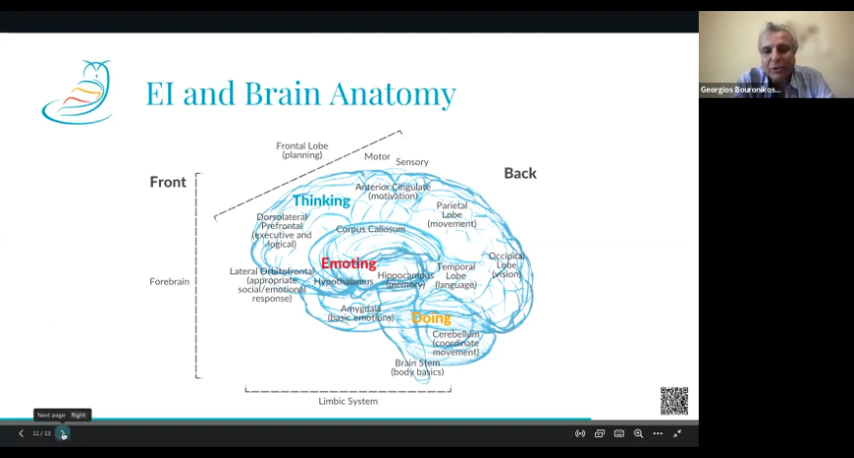 EI and Brain Anatomy
Georgios Bouronikos...
Frontal Lobe
(planning)
Motor
Sensory
Front
Back
Thinking
Anterior Cingulate
(motivation)
Parietal
Lobe
(movement)
Dorsolateral
Prefrontal
(executive and
logical)
Corpus Callosum
Emoting
Occipital
Lobe
(vision)
Forebrain
Lateral Orbitofrontal
(appropriate
social/emotional
response)
Hypothalamus
Hippocampus
(memory)
Temporal
Lobe
(language)
Amygdala
(basic emotions)
Doing
Cerebellum
(coordinate
movement)
Brain Stem
(body basics)
Limbic System
Next page Right
11 / 13